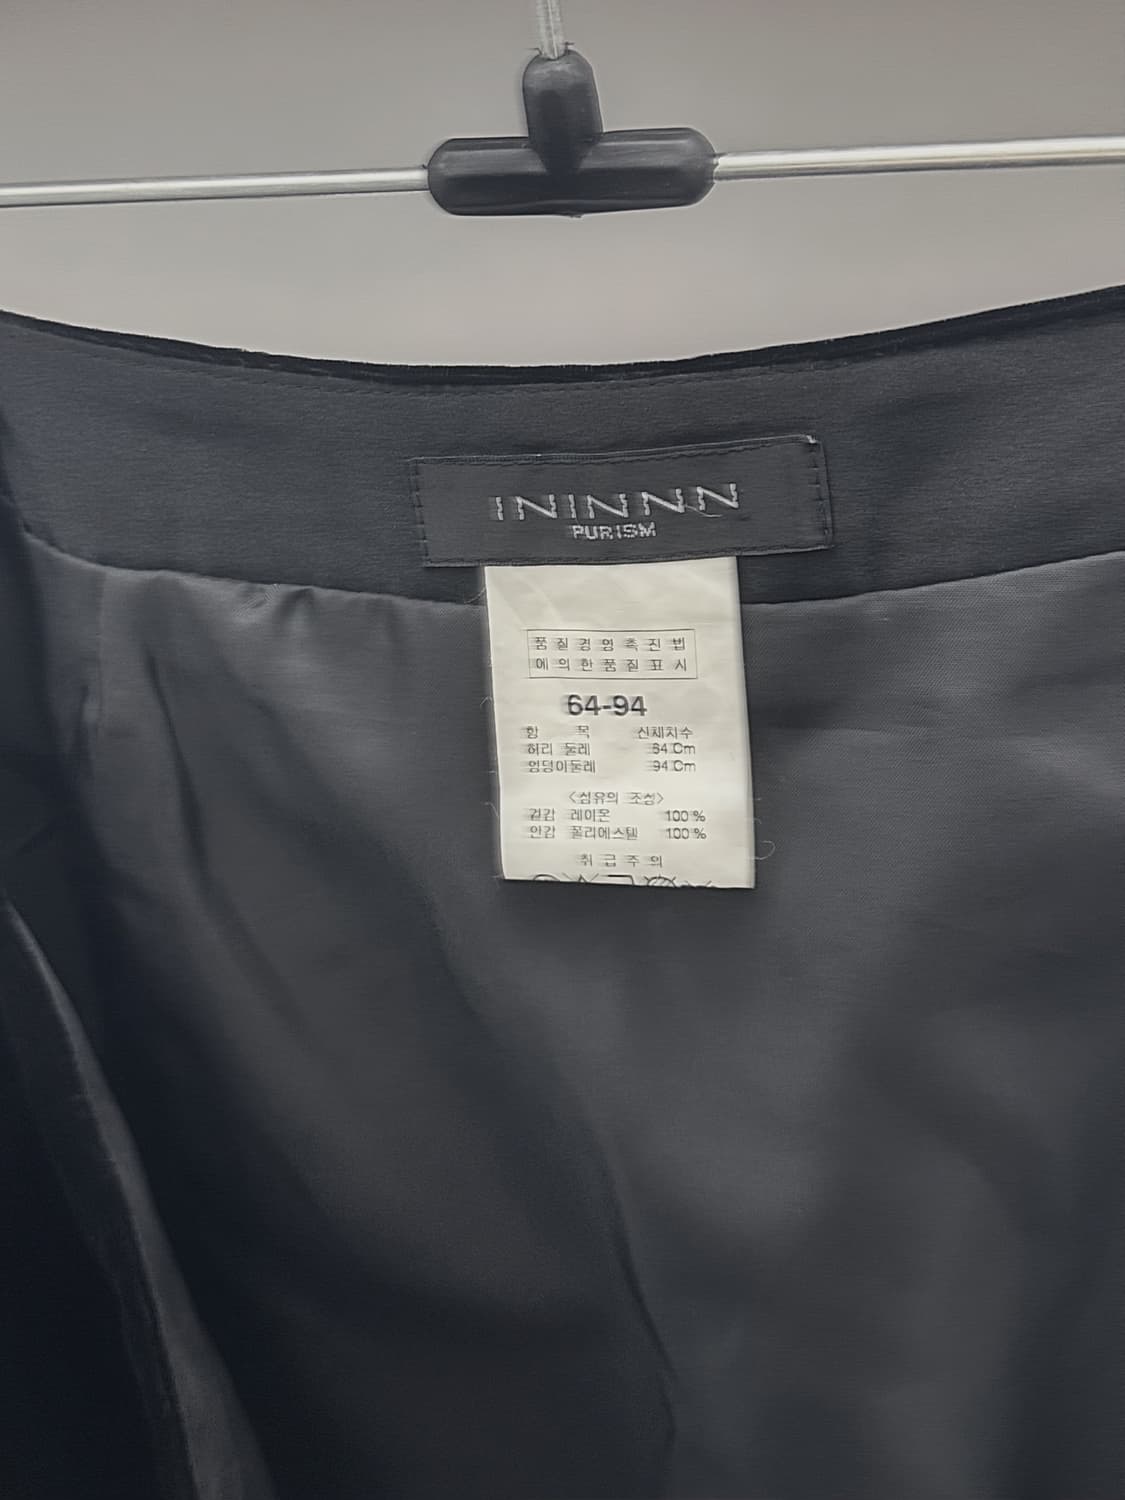 ININNN
PURISM
품질경영촉진법
에의한품질표시
64-94
항 목 신체치수
허리 둘레 64 Cm
엉덩이둘레 94 Cm
<섬유의 조성>
겉감 레이온 100 %
안감 폴리에스텔 100 %
취급주의